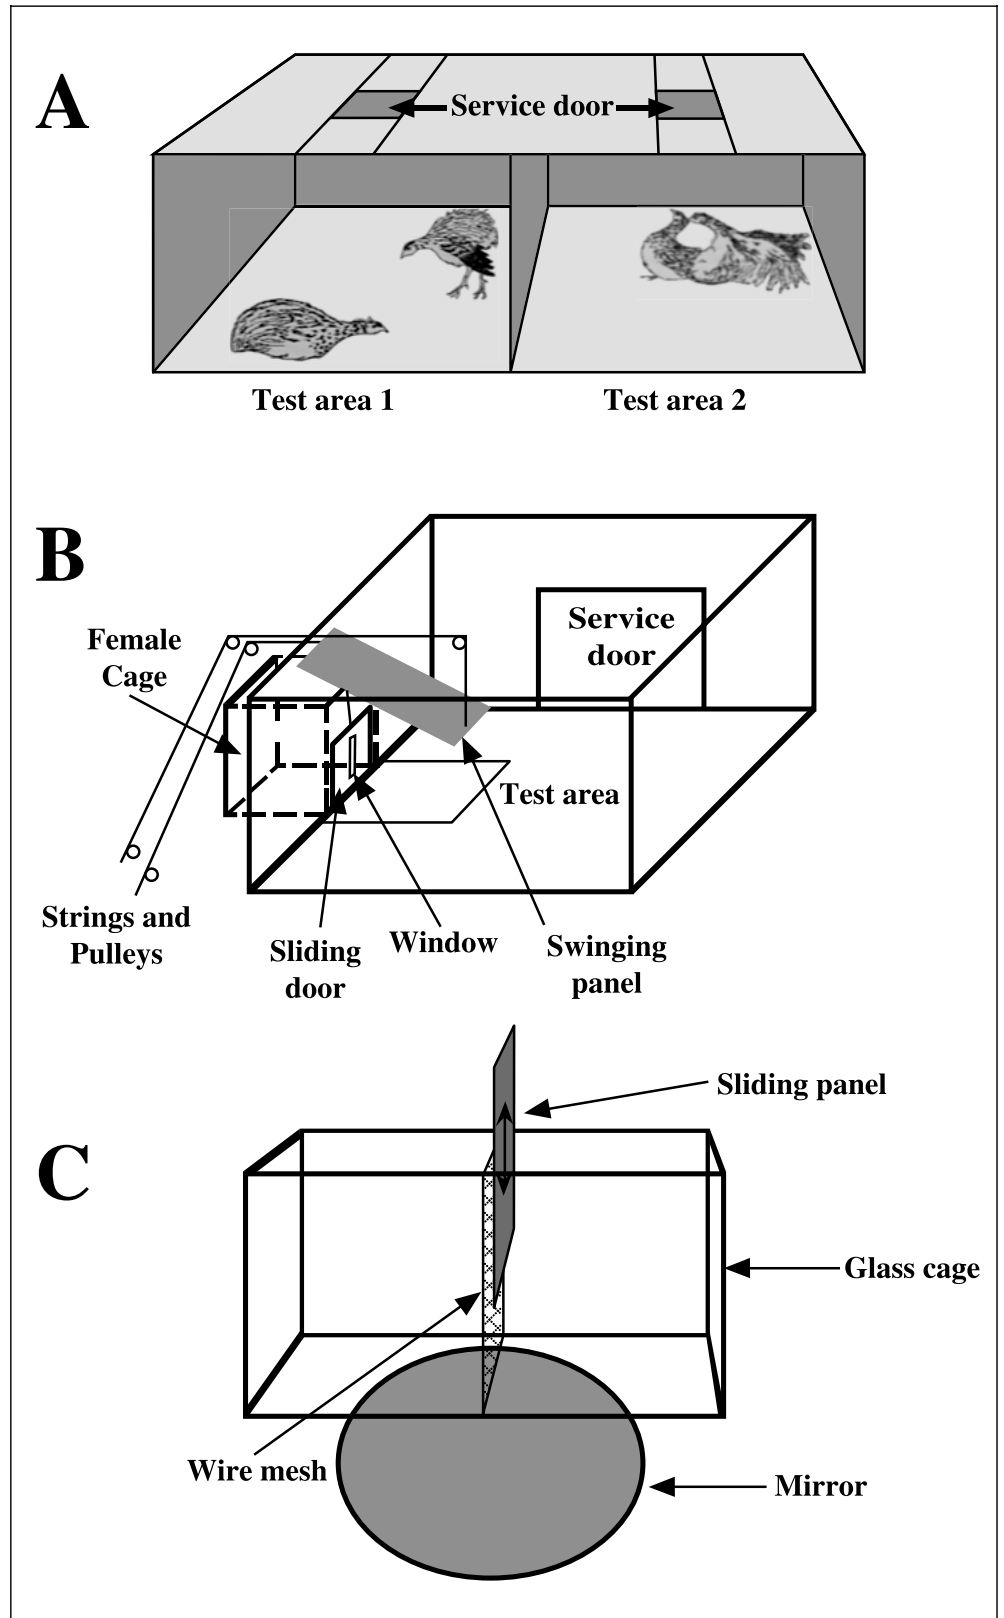 A
Service door
Test area 1
Test area 2
B
Female
Cage
Service
door
Test area
Strings and
Pulleys
Sliding
door
Window
Swinging
panel
C
Sliding panel
Glass cage
Wire mesh
Mirror